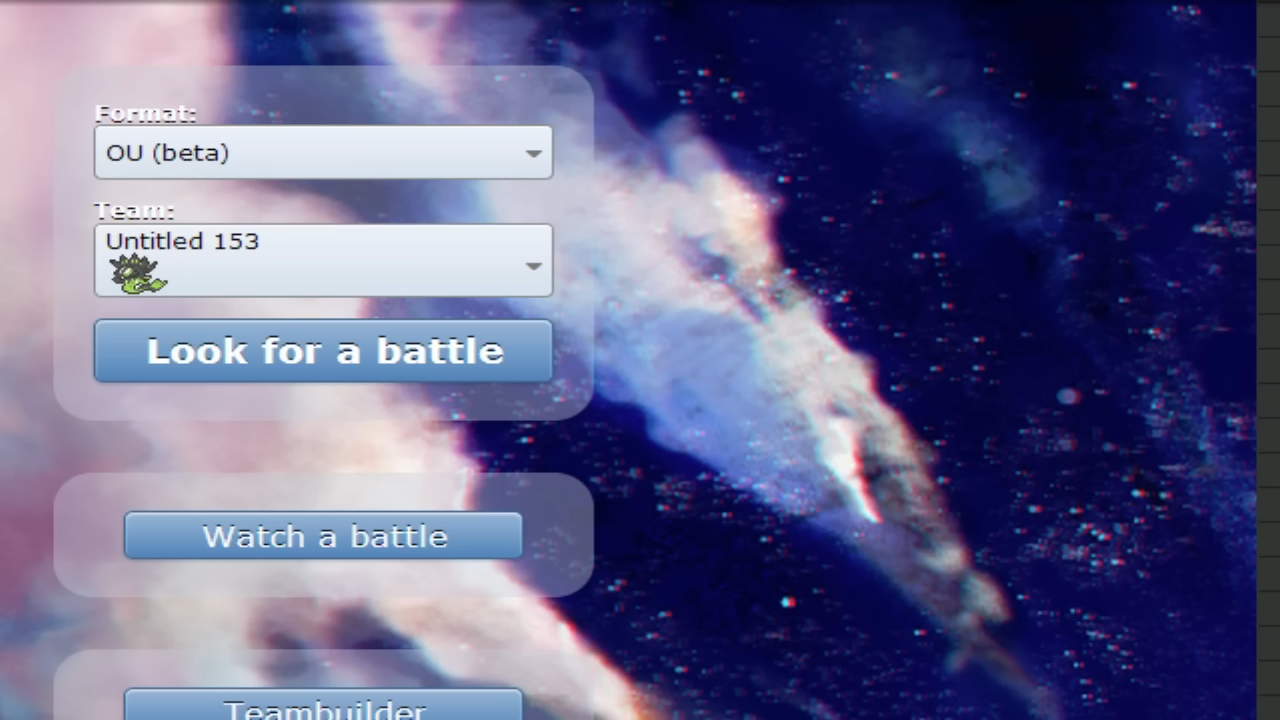 Format:
OU (beta)
Team:
Untitled 153
Look for a battle
Watch a battle
Teambuilder